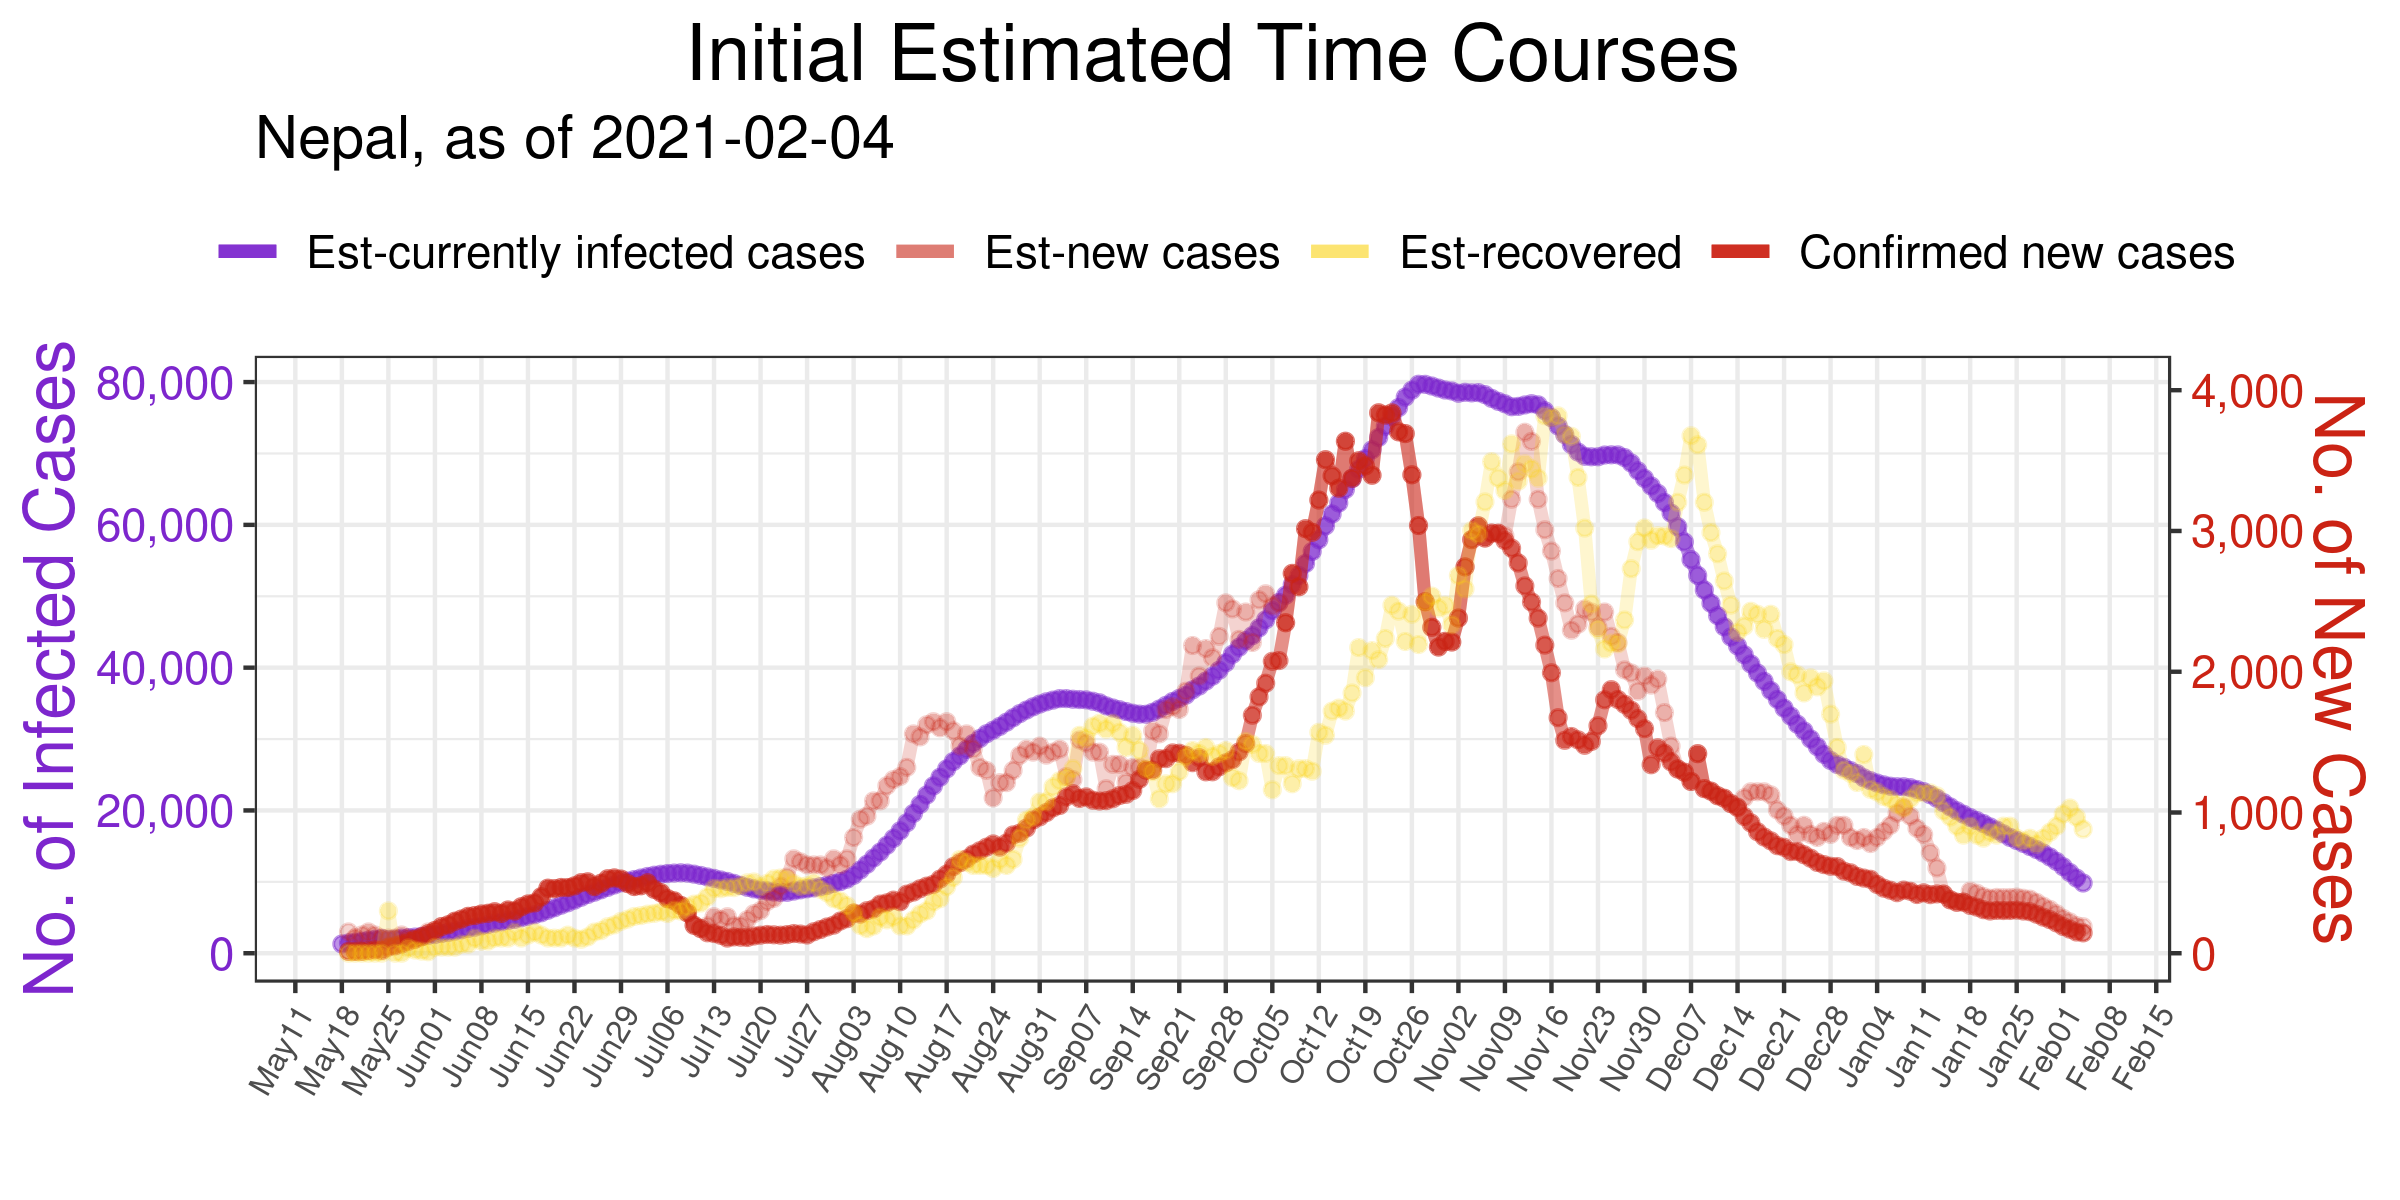 Initial Estimated Time Courses
Nepal, as of 2021-02-04
Est-currently infected cases Est-new cases Est-recovered Confirmed new cases
No. of Infected Cases
80,000
60,000
40,000
20,000
0
4,000
3,000
2,000
1,000
0
No. of New Cases
May11 May18 May25 Jun01 Jun08 Jun15 Jun22 Jun29 Jul06 Jul13 Jul20 Jul27 Aug03 Aug10 Aug17 Aug24 Aug31 Sep07 Sep14 Sep21 Sep28 Oct05 Oct12 Oct19 Oct26 Nov02 Nov09 Nov16 Nov23 Nov30 Dec07 Dec14 Dec21 Dec28 Jan04 Jan11 Jan18 Jan25 Feb01 Feb08 Feb15